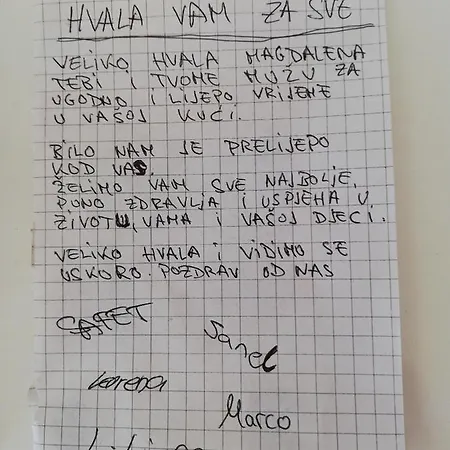 HVALA VAM ZA SVE
VELIKO HVALA MAGDALENA
TEBI I TVOME MUŽU ZA
UGODNO I LIJEPO VRIJEME
U VAŠOJ KUĆI.
BILO NAM JE PRELIJEPO
KOD VAS
ŽELIMO VAM SVE NAJBOLJE,
PUNO ZDRAVLJA I USPJEHA U
ŽIVOTU, VAMA I VAŠOJ DJECI.
VELIKO HVALA I VIDIMO SE
USKORO. POZDRAV OD NAS
SAFET
Sanel
Lorena
Marco